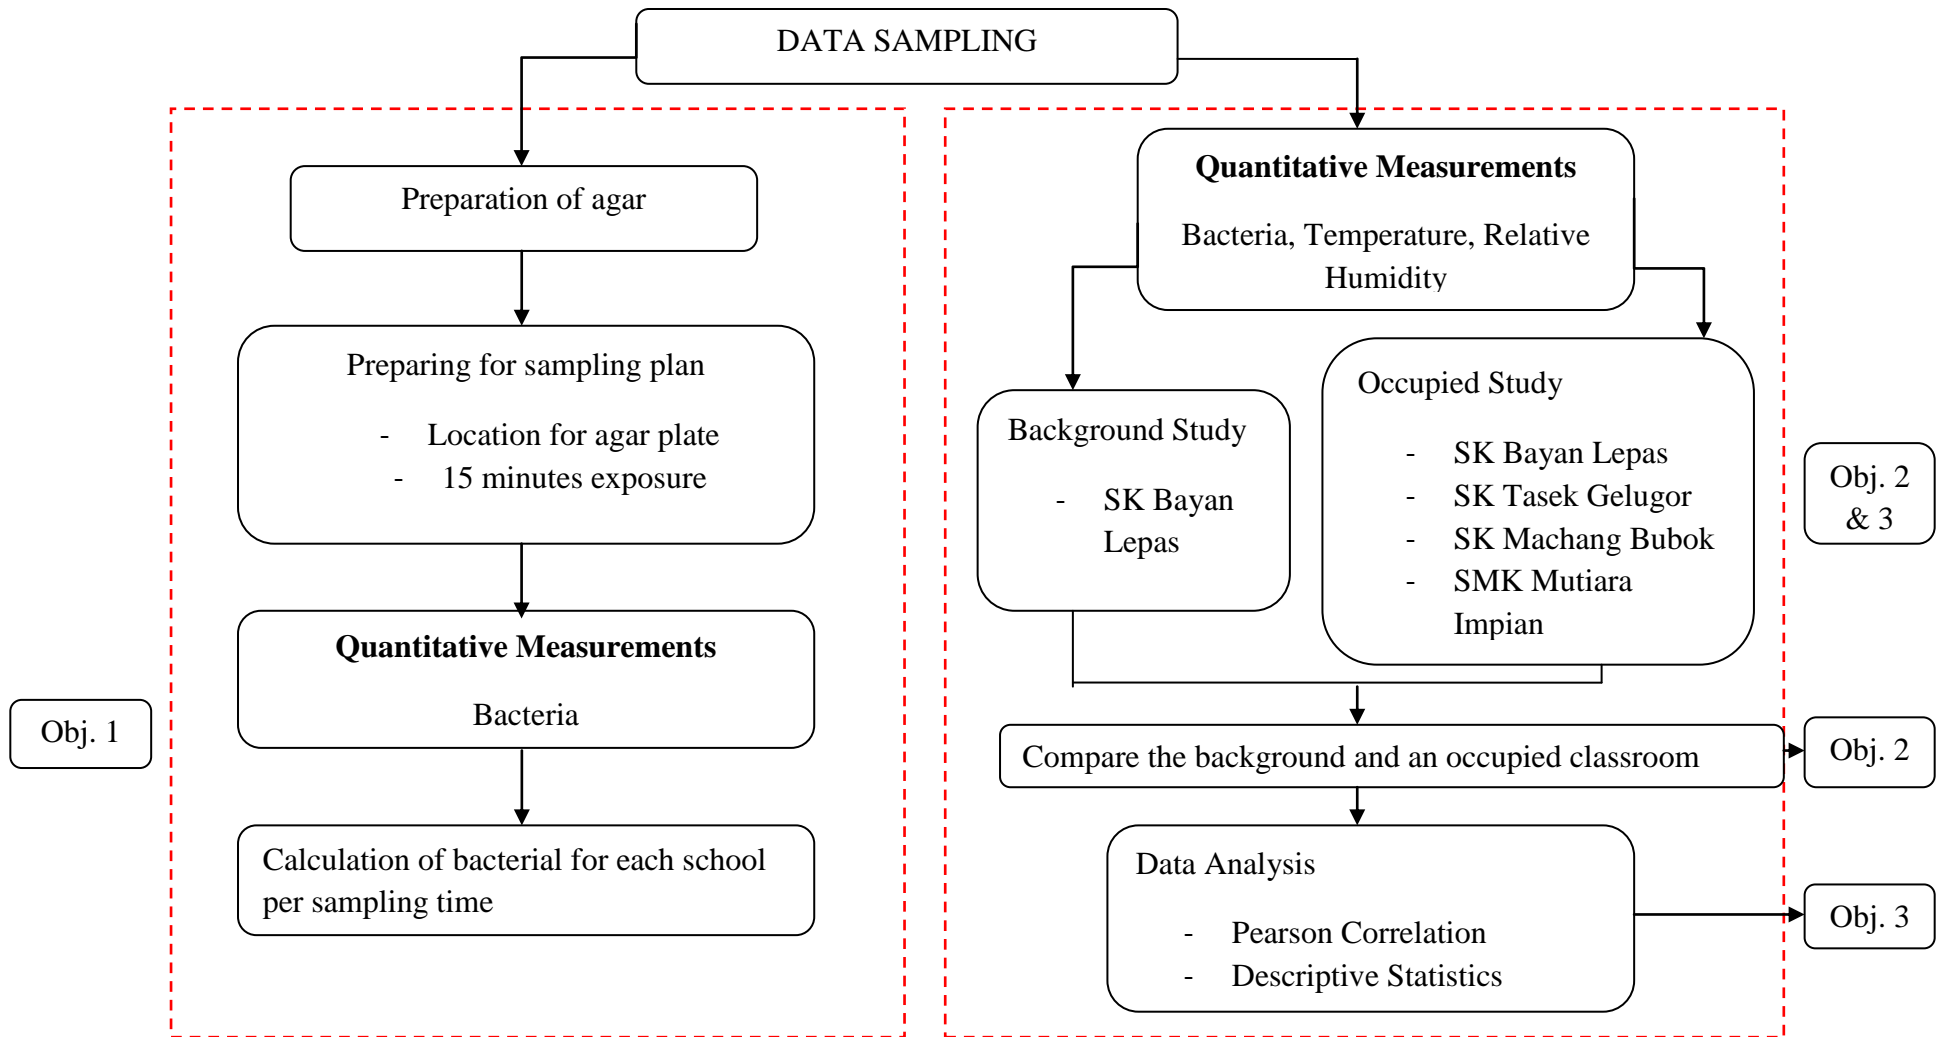 DATA SAMPLING
Preparation of agar
Preparing for sampling plan
- Location for agar plate
- 15 minutes exposure
Quantitative Measurements
Bacteria
Calculation of bacterial for each school
per sampling time
Obj. 1
Quantitative Measurements
Bacteria, Temperature, Relative
Humidity
Background Study
- SK Bayan
Lepas
Occupied Study
- SK Bayan Lepas
- SK Tasek Gelugor
- SK Machang Bubok
- SMK Mutiara
Impian
Obj. 2
& 3
Compare the background and an occupied classroom
Obj. 2
Data Analysis
- Pearson Correlation
- Descriptive Statistics
Obj. 3